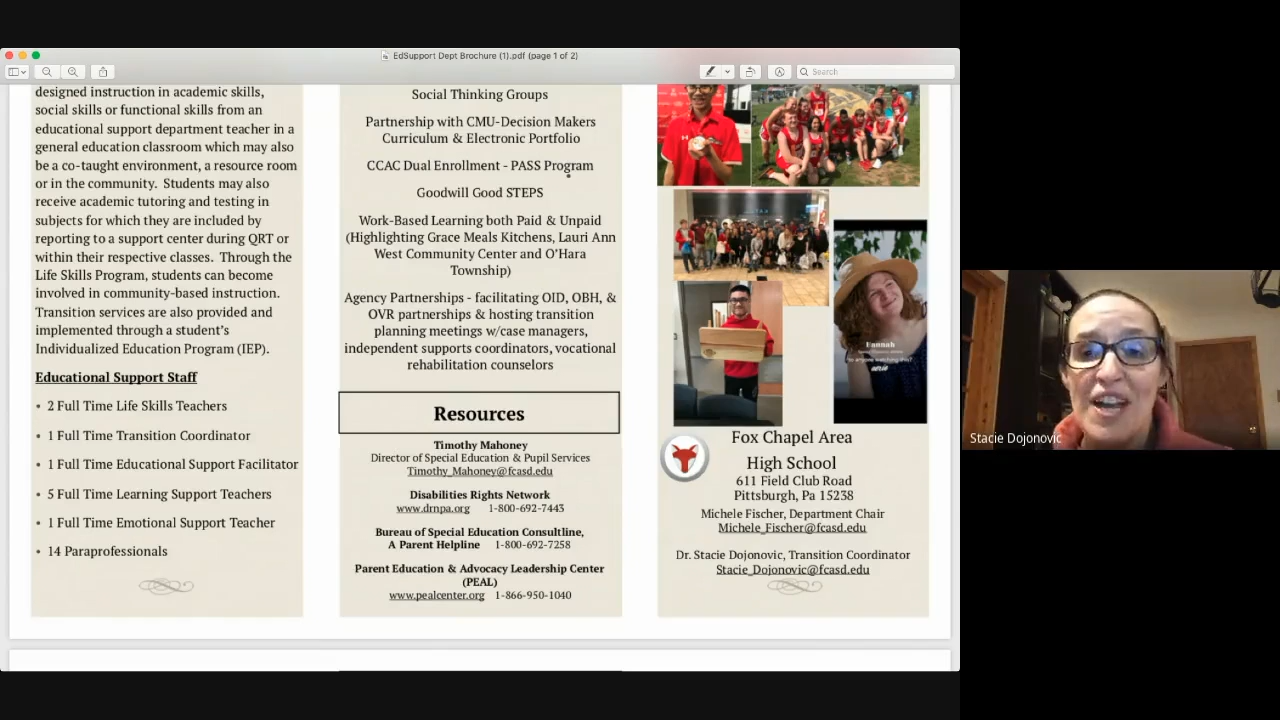 EdSupport Dept Brochure (1).pdf (page 1 of 2)
Search
designed instruction in academic skills,
social skills or functional skills from an
educational support department teacher in a
general education classroom which may also
be a co-taught environment, a resource room
or in the community. Students may also
receive academic tutoring and testing in
subjects for which they are included by
reporting to a support center during QRT or
within their respective classes. Through the
Life Skills Program, students can become
involved in community-based instruction.
Transition services are also provided and
implemented through a student's
Individualized Education Program (IEP).
Educational Support Staff
• 2 Full Time Life Skills Teachers
• 1 Full Time Transition Coordinator
• 1 Full Time Educational Support Facilitator
• 5 Full Time Learning Support Teachers
• 1 Full Time Emotional Support Teacher
• 14 Paraprofessionals
Social Thinking Groups
Partnership with CMU-Decision Makers
Curriculum & Electronic Portfolio
CCAC Dual Enrollment - PASS Program
Goodwill Good STEPS
Work-Based Learning both Paid & Unpaid
(Highlighting Grace Meals Kitchens, Lauri Ann
West Community Center and O'Hara
Township)
Agency Partnerships - facilitating OID, OBH, &
OVR partnerships & hosting transition
planning meetings w/case managers,
independent supports coordinators, vocational
rehabilitation counselors
Resources
Timothy Mahoney
Director of Special Education & Pupil Services
Timothy_Mahoney@fcasd.edu
Disabilities Rights Network
www.drnpa.org 1-800-692-7443
Bureau of Special Education Consultline,
A Parent Helpline 1-800-692-7258
Parent Education & Advocacy Leadership Center
(PEAL)
www.pealcenter.org 1-866-950-1040
Hannah
aerie
Fox Chapel Area
High School
611 Field Club Road
Pittsburgh, Pa 15238
Michele Fischer, Department Chair
Michele_Fischer@fcasd.edu
Dr. Stacie Dojonovic, Transition Coordinator
Stacie_Dojonovic@fcasd.edu
Stacie Dojonovic